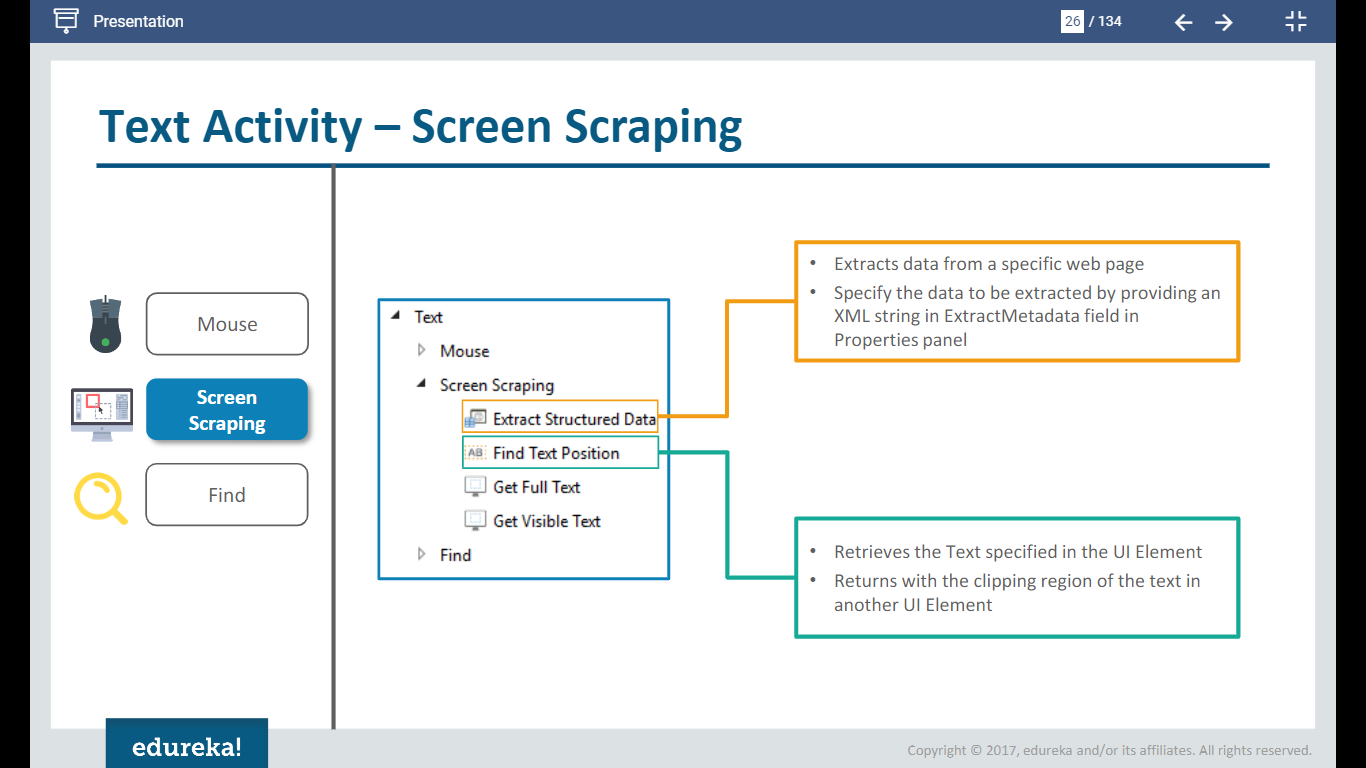 Presentation
26 / 134
Text Activity – Screen Scraping
Mouse
Screen
Scraping
Find
Text
Mouse
Screen Scraping
Extract Structured Data
AB Find Text Position
Get Full Text
Get Visible Text
Find
• Extracts data from a specific web page
• Specify the data to be extracted by providing an
XML string in ExtractMetadata field in
Properties panel
• Retrieves the Text specified in the UI Element
• Returns with the clipping region of the text in
another UI Element
edureka!
Copyright © 2017, edureka and/or its affiliates. All rights reserved.